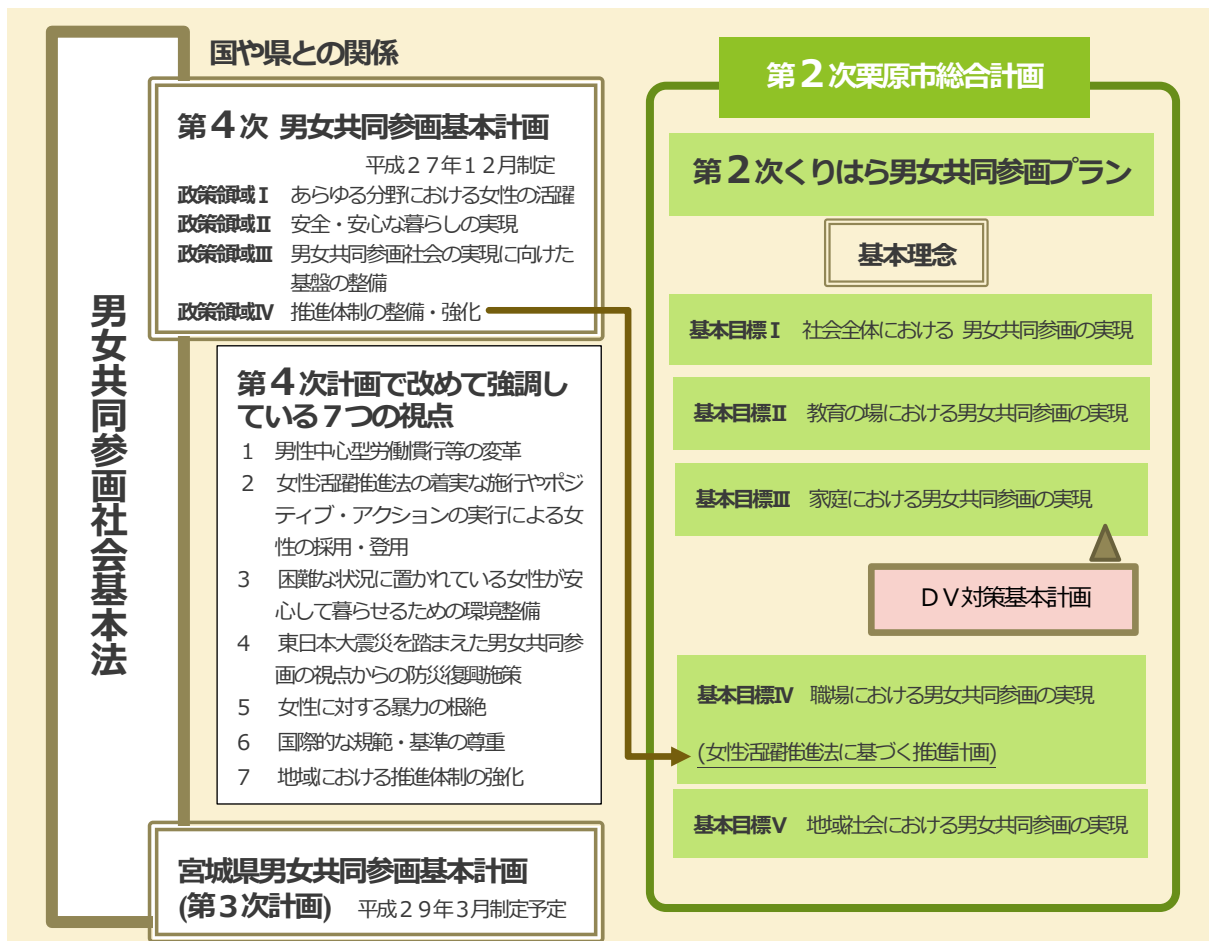 男女共同参画社会基本法
国や県との関係
第4次 男女共同参画基本計画
平成27年12月制定
政策領域Ⅰ あらゆる分野における女性の活躍
政策領域Ⅱ 安全・安心な暮らしの実現
政策領域Ⅲ 男女共同参画社会の実現に向けた
基盤の整備
政策領域Ⅳ 推進体制の整備・強化
第4次計画で改めて強調し
ている7つの視点
1 男性中心型労働慣行等の変革
2 女性活躍推進法の着実な施行やポジ
ティブ・アクションの実行による女
性の採用・登用
3 困難な状況に置かれている女性が安
心して暮らせるための環境整備
4 東日本大震災を踏まえた男女共同参
画の視点からの防災復興施策
5 女性に対する暴力の根絶
6 国際的な規範・基準の尊重
7 地域における推進体制の強化
宮城県男女共同参画基本計画
(第3次計画) 平成29年3月制定予定
第2次栗原市総合計画
第2次くりはら男女共同参画プラン
基本理念
基本目標Ⅰ 社会全体における 男女共同参画の実現
基本目標Ⅱ 教育の場における男女共同参画の実現
基本目標Ⅲ 家庭における男女共同参画の実現
DV対策基本計画
基本目標Ⅳ 職場における男女共同参画の実現
(女性活躍推進法に基づく推進計画)
基本目標Ⅴ 地域社会における男女共同参画の実現